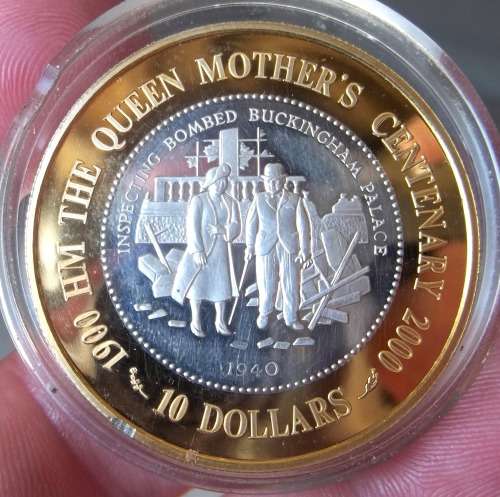 1900 HM THE QUEEN MOTHER'S CENTENARY 2000
INSPECTING BOMBED BUCKINGHAM PALACE
1940
10 DOLLARS